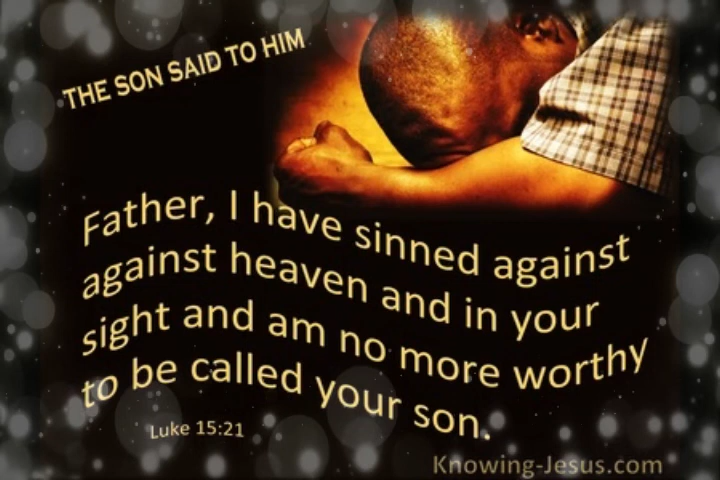 THE SON SAID TO HIM
Father, I have sinned against
against heaven and in your
sight and am no more worthy
to be called your son.
Luke 15:21
Knowing-Jesus.com